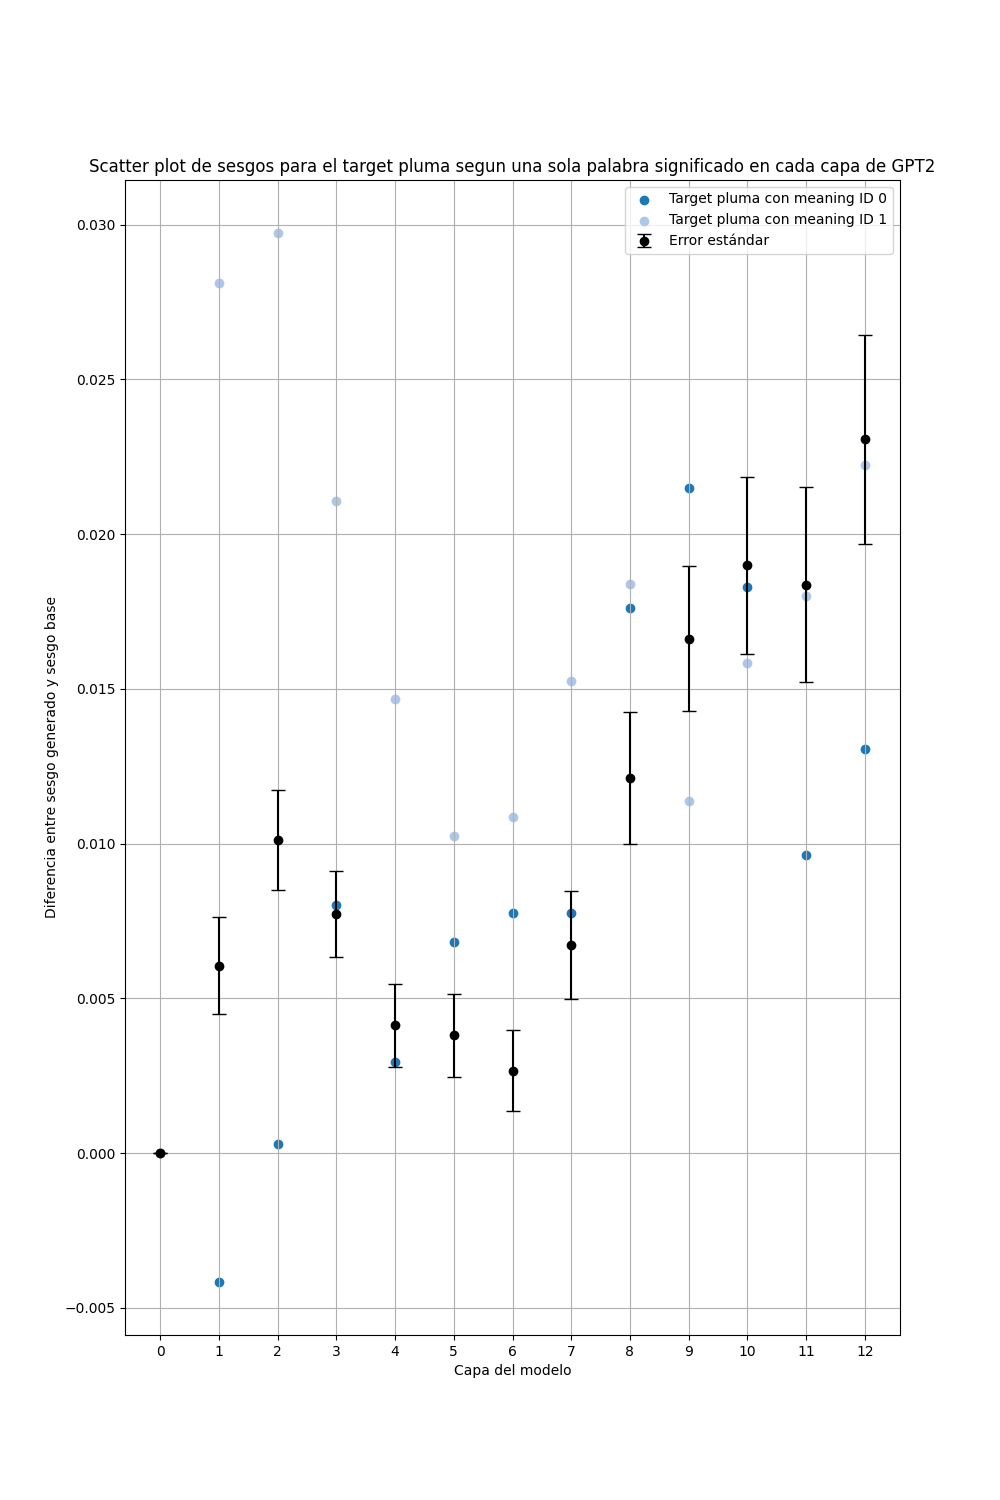 Scatter plot de sesgos para el target pluma segun una sola palabra significado en cada capa de GPT2
Target pluma con meaning ID 0
Target pluma con meaning ID 1
Error estándar
0.030
0.025
0.020
0.015
0.010
0.005
0.000
−0.005
Diferencia entre sesgo generado y sesgo base
0 1 2 3 4 5 6 7 8 9 10 11 12
Capa del modelo